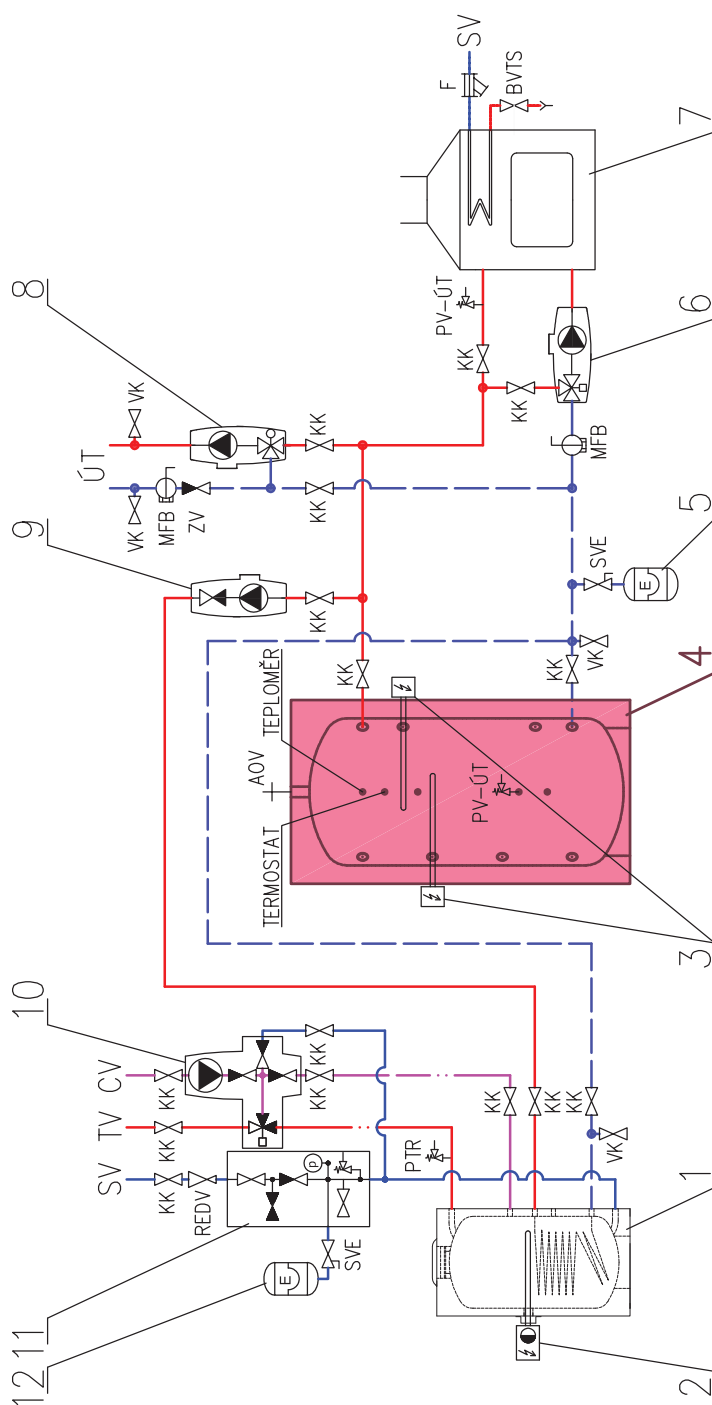 12 11 10 9 8
ÚT
SV TV CV
VK VK
KK KK KK MFB
ZV
REDV
AOV
TEPLOMĚR
TERMOSTAT
E
p
KK KK KK KK KK
KK
SVE
PTR
PV-ÚT
F
SV
KK
PV-ÚT
KK
BVTS
KK
KK KK KK
VK SVE MFB
VK
E
2 1 3 4 5 6 7